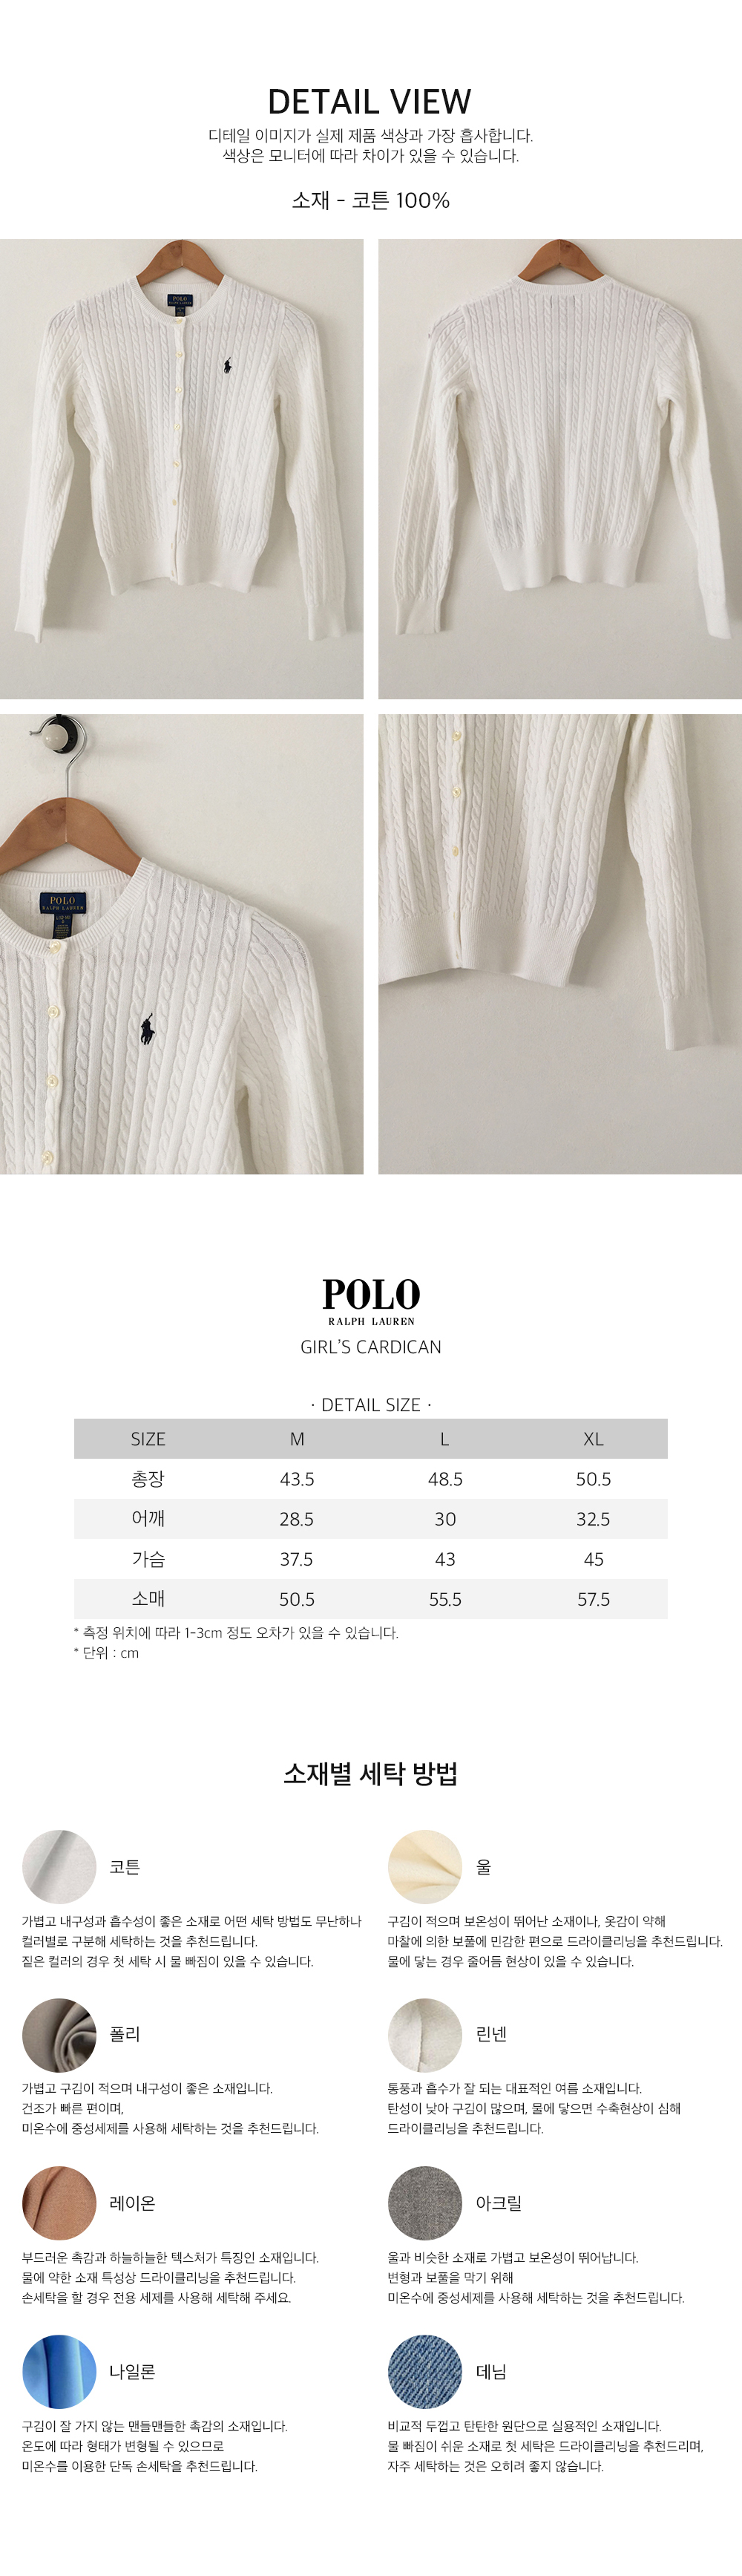 DETAIL VIEW
디테일 이미지가 실제 제품 색상과 가장 흡사합니다.
색상은 모니터에 따라 차이가 있을 수 있습니다.
소재 - 코튼 100%
POLO
RALPH LAUREN
POLO
RALPH LAUREN
POLO
RALPH LAUREN
GIRL'S CARDICAN
· DETAIL SIZE ·
SIZE M L XL
총장 43.5 48.5 50.5
어깨 28.5 30 32.5
가슴 37.5 43 45
소매 50.5 55.5 57.5
* 측정 위치에 따라 1-3cm 정도 오차가 있을 수 있습니다.
* 단위 : cm
소재별 세탁 방법
코튼
가볍고 내구성과 흡수성이 좋은 소재로 어떤 세탁 방법도 무난하나
컬러별로 구분해 세탁하는 것을 추천드립니다.
짙은 컬러의 경우 첫 세탁 시 물 빠짐이 있을 수 있습니다.
울
구김이 적으며 보온성이 뛰어난 소재이나, 옷감이 약해
마찰에 의한 보풀에 민감한 편으로 드라이클리닝을 추천드립니다.
물에 닿는 경우 줄어듬 현상이 있을 수 있습니다.
폴리
가볍고 구김이 적으며 내구성이 좋은 소재입니다.
건조가 빠른 편이며,
미온수에 중성세제를 사용해 세탁하는 것을 추천드립니다.
린넨
통풍과 흡수가 잘 되는 대표적인 여름 소재입니다.
탄성이 낮아 구김이 많으며, 물에 닿으면 수축현상이 심해
드라이클리닝을 추천드립니다.
레이온
부드러운 촉감과 하늘하늘한 텍스처가 특징인 소재입니다.
물에 약한 소재 특성상 드라이클리닝을 추천드립니다.
손세탁을 할 경우 전용 세제를 사용해 세탁해 주세요.
아크릴
울과 비슷한 소재로 가볍고 보온성이 뛰어납니다.
변형과 보풀을 막기 위해
미온수에 중성세제를 사용해 세탁하는 것을 추천드립니다.
나일론
구김이 잘 가지 않는 맨들맨들한 촉감의 소재입니다.
온도에 따라 형태가 변형될 수 있으므로
미온수를 이용한 단독 손세탁을 추천드립니다.
데님
비교적 두껍고 탄탄한 원단으로 실용적인 소재입니다.
물 빠짐이 쉬운 소재로 첫 세탁은 드라이클리닝을 추천드리며,
자주 세탁하는 것은 오히려 좋지 않습니다.